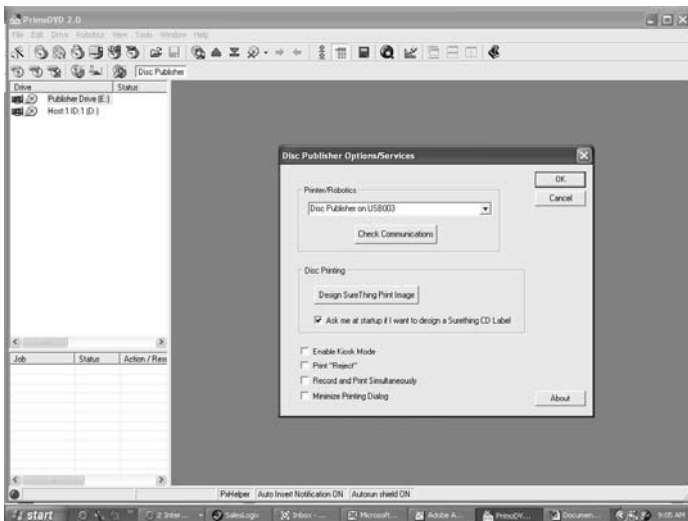 PrimoDVD 2.0
File Edit Drive Robotics View Tools Window Help
Disc Publisher
Drive Status
Publisher Drive (E:)
Host:1 ID:1 (D:)
Disc Publisher Options/Services
OK
Cancel
Printer/Robotics
Disc Publisher on USB003
Check Communications
Disc Printing
Design SureThing Print Image
Ask me at startup if I want to design a Surething CD Label
Enable Kiosk Mode
Print "Reject"
Record and Print Simultaneously
Minimize Printing Dialog
About
Job Status Action / Res
PxHelper Auto Insert Notification ON Autorun shield ON
start 2 Inter... SalesLogix Inbox -... Microsoft... Adobe A... PrimoDV... Documen... 9:05 AM